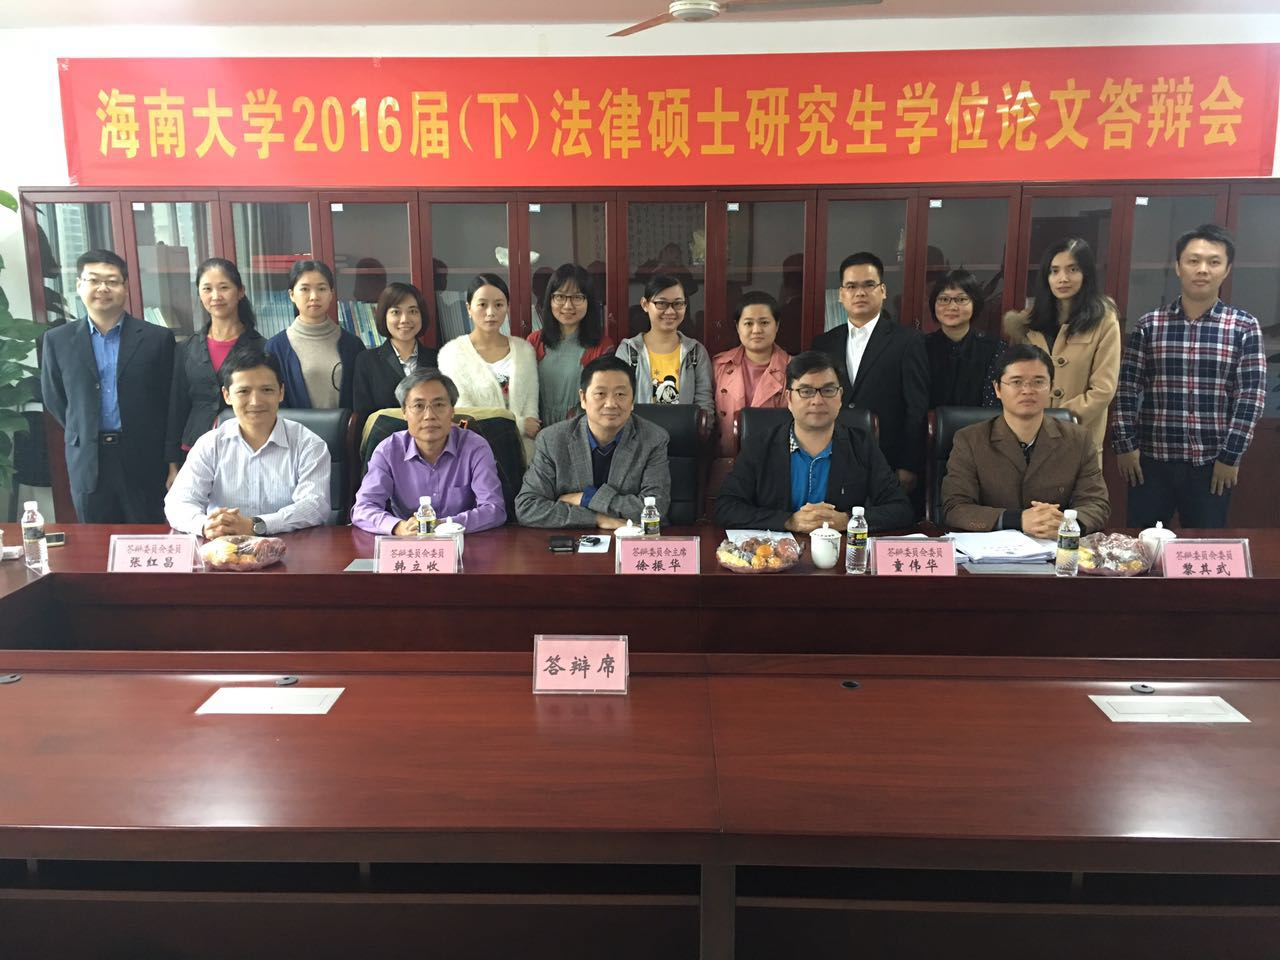 海南大学2016届(下)法律硕士研究生学位论文答辩会
答辩委员会委员
张红昌
答辩委员会委员
韩立收
答辩委员会主席
徐振华
答辩委员会委员
童伟华
答辩委员会委员
黎其武
答辩席